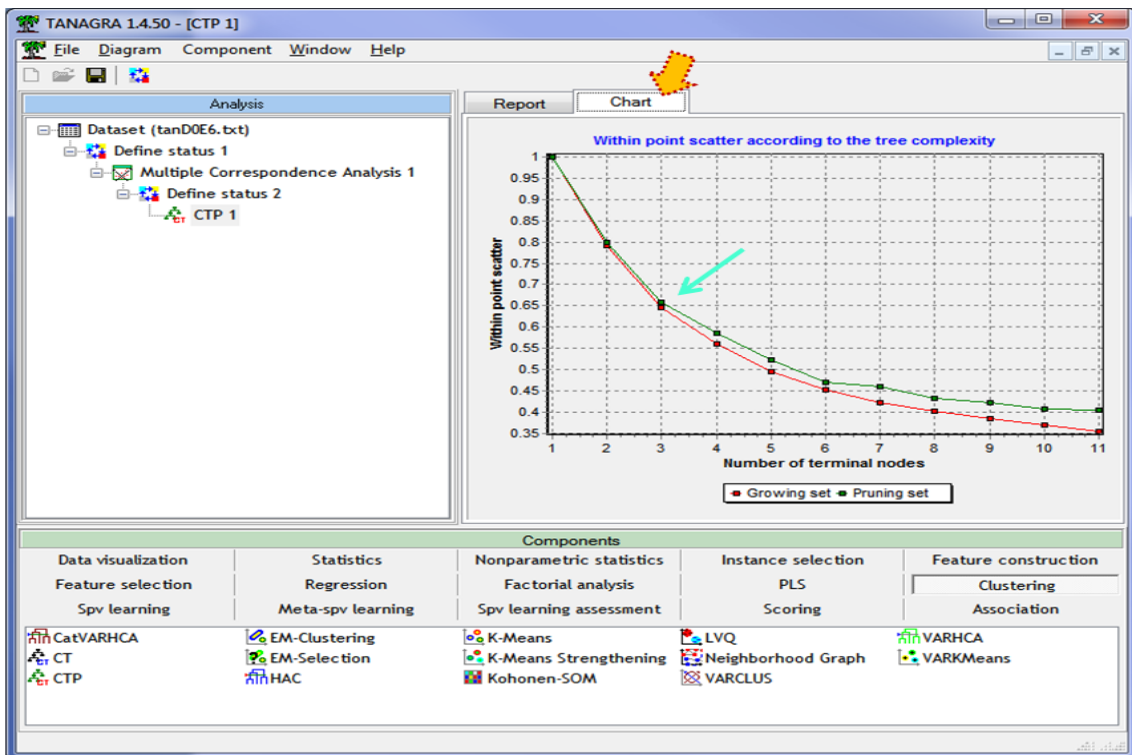 TANAGRA 1.4.50 - [CTP 1]
File Diagram Component Window Help
Analysis
Dataset (tanD0E6.txt)
Define status 1
Multiple Correspondence Analysis 1
Define status 2
CTP 1
Report Chart
Within point scatter according to the tree complexity
1
0.95
0.9
0.85
0.8
0.75
0.7
0.65
0.6
0.55
0.5
0.45
0.4
0.35
Within point scatter
1 2 3 4 5 6 7 8 9 10 11
Number of terminal nodes
Growing set Pruning set
Components
Data visualization Statistics Nonparametric statistics Instance selection Feature construction
Feature selection Regression Factorial analysis PLS Clustering
Spv learning Meta-spv learning Spv learning assessment Scoring Association
CatVARHCA EM-Clustering K-Means LVQ VARHCA
CT EM-Selection K-Means Strengthening Neighborhood Graph VARKMeans
CTP HAC Kohonen-SOM VARCLUS